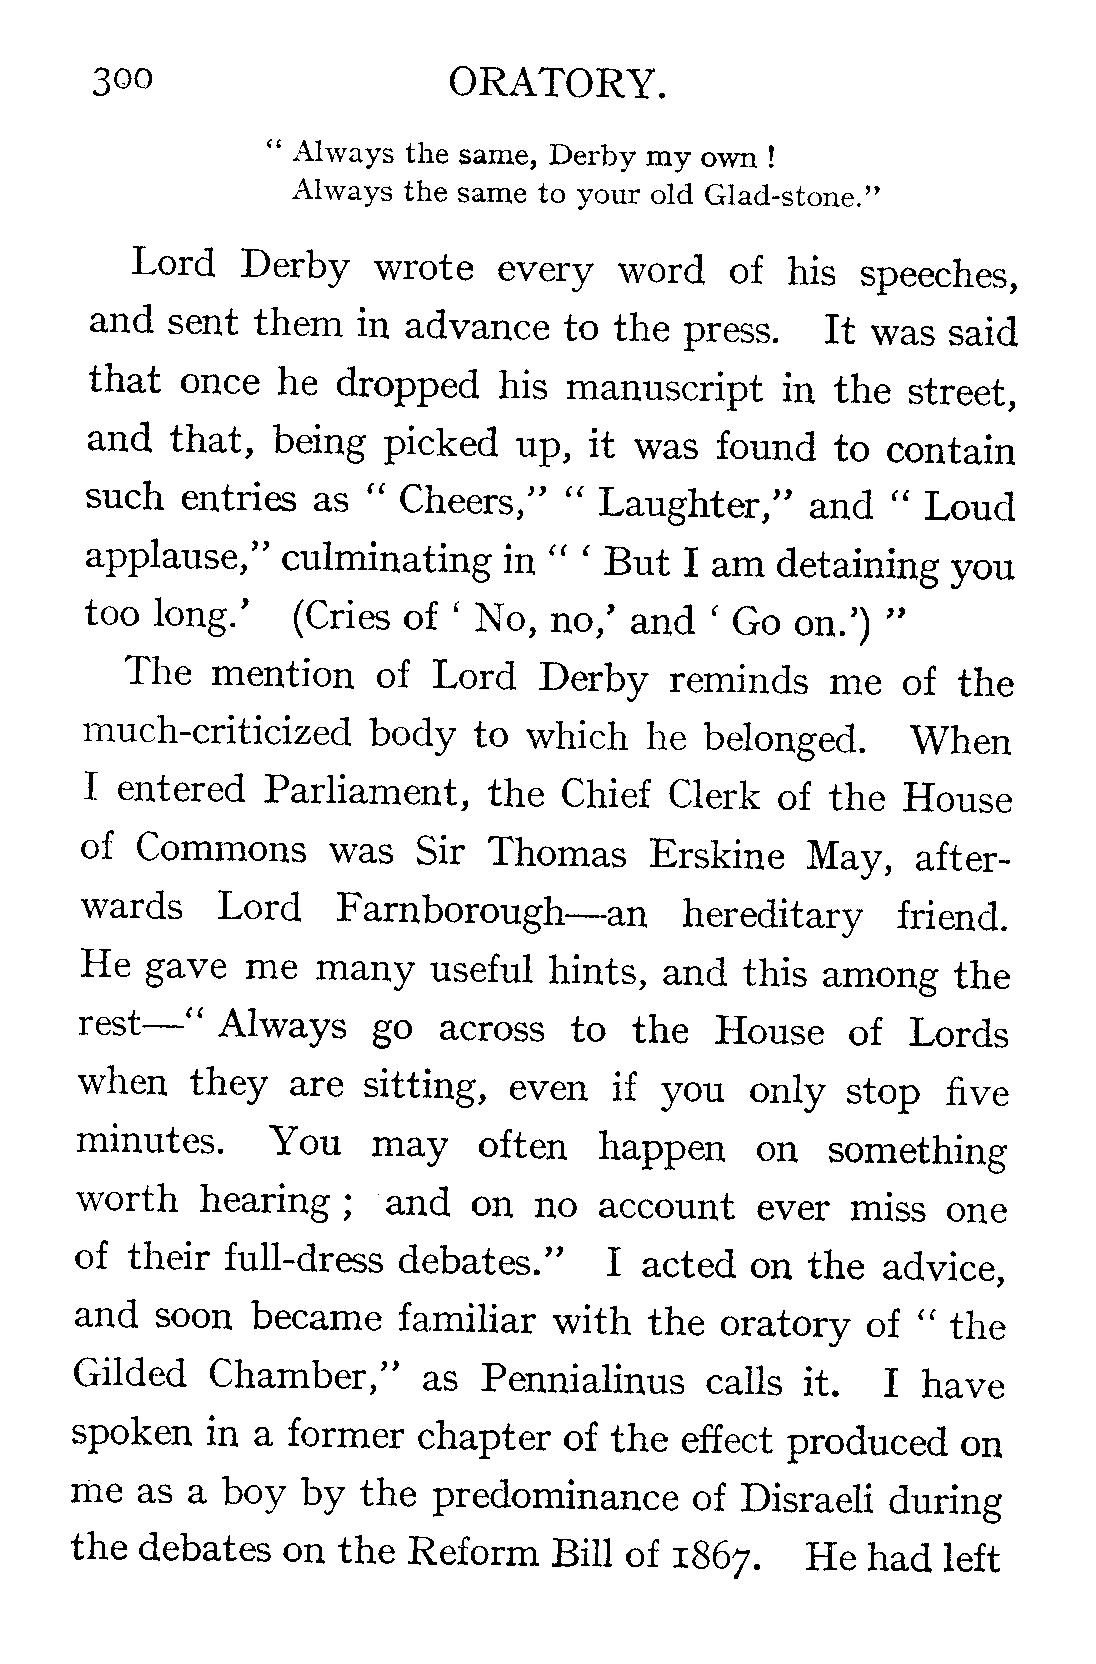 300 ORATORY.
“ Always the same, Derby my own !
Always the same to your old Glad-stone.”
Lord Derby wrote every word of his speeches,
and sent them in advance to the press. It was said
that once he dropped his manuscript in the street,
and that, being picked up, it was found to contain
such entries as “ Cheers,” “ Laughter,” and “ Loud
applause,” culminating in “ ‘ But I am detaining you
too long.’ (Cries of ‘ No, no,’ and ‘ Go on.’) ”
The mention of Lord Derby reminds me of the
much-criticized body to which he belonged. When
I entered Parliament, the Chief Clerk of the House
of Commons was Sir Thomas Erskine May, after-
wards Lord Farnborough—an hereditary friend.
He gave me many useful hints, and this among the
rest—“ Always go across to the House of Lords
when they are sitting, even if you only stop five
minutes. You may often happen on something
worth hearing ; and on no account ever miss one
of their full-dress debates.” I acted on the advice,
and soon became familiar with the oratory of “ the
Gilded Chamber,” as Pennialinus calls it. I have
spoken in a former chapter of the effect produced on
me as a boy by the predominance of Disraeli during
the debates on the Reform Bill of 1867. He had left